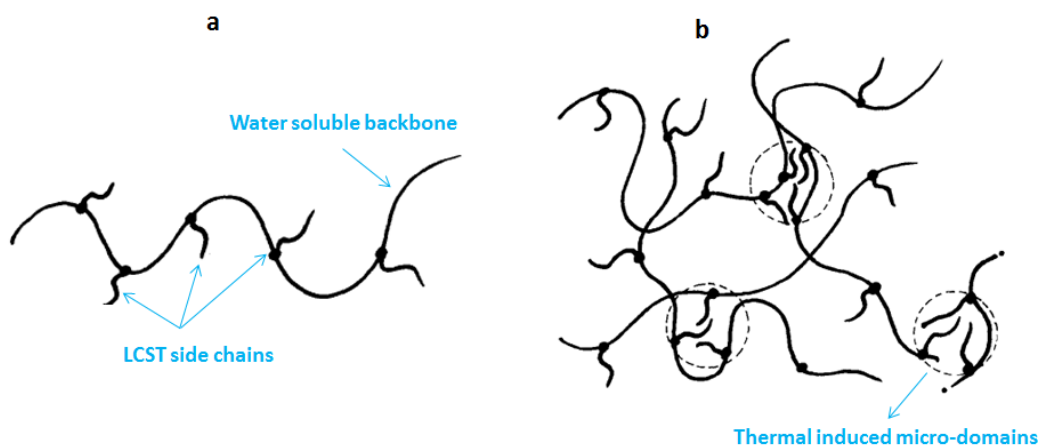 a
b
Water soluble backbone
LCST side chains
Thermal induced micro-domains